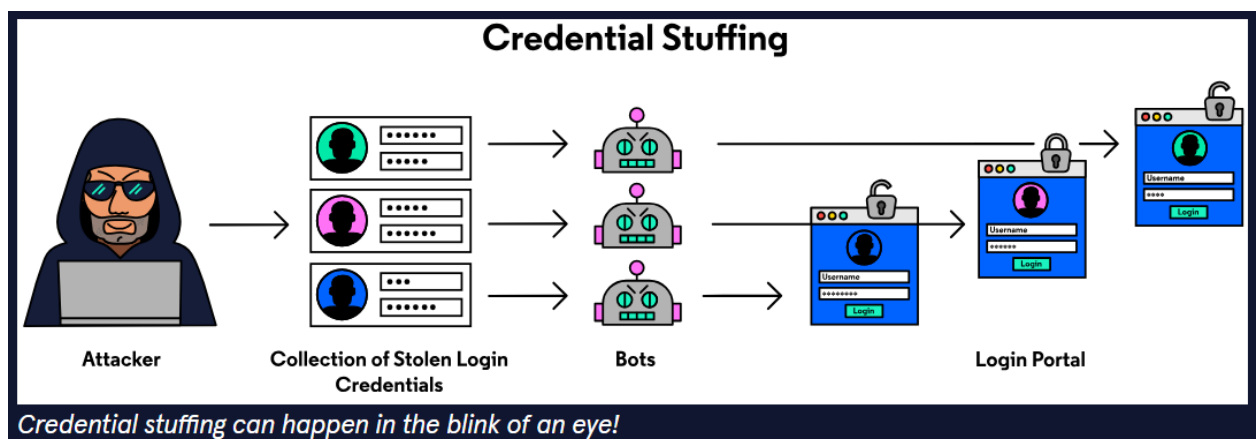 Credential Stuffing
Username
Login
Username
Login
Username
Login
Attacker
Collection of Stolen Login
Credentials
Bots
Login Portal
Credential stuffing can happen in the blink of an eye!